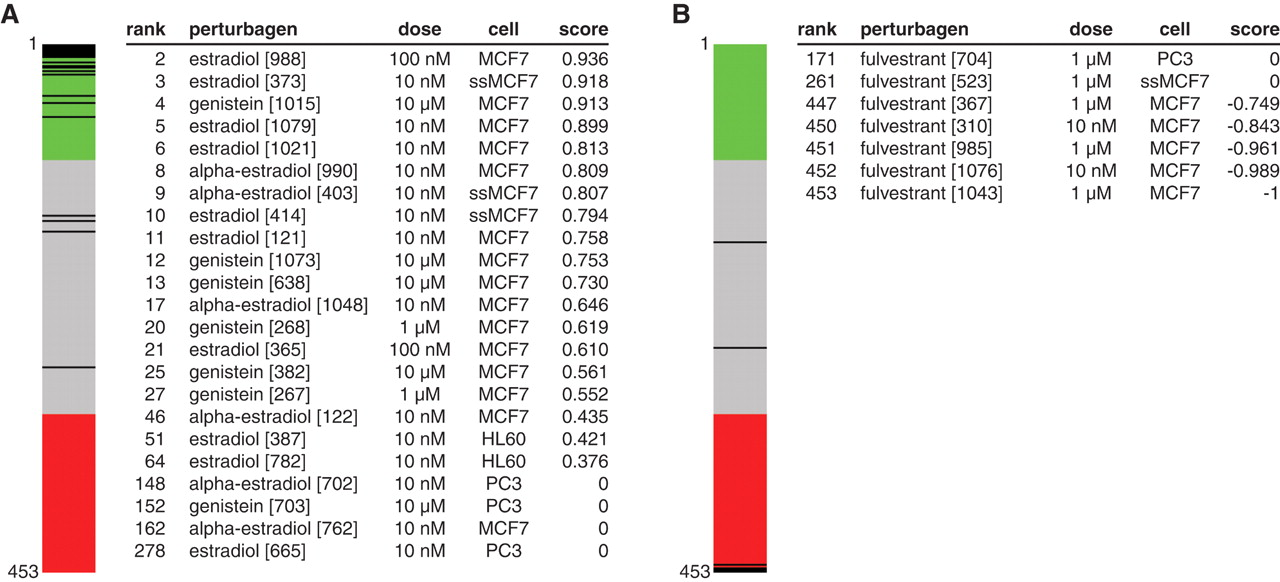 A
1
453
rank perturbagen dose cell score
2 estradiol [988] 100 nM MCF7 0.936
3 estradiol [373] 10 nM ssMCF7 0.918
4 genistein [1015] 10 µM MCF7 0.913
5 estradiol [1079] 10 nM MCF7 0.899
6 estradiol [1021] 10 nM MCF7 0.813
8 alpha-estradiol [990] 10 nM MCF7 0.809
9 alpha-estradiol [403] 10 nM ssMCF7 0.807
10 estradiol [414] 10 nM ssMCF7 0.794
11 estradiol [121] 10 nM MCF7 0.758
12 genistein [1073] 10 µM MCF7 0.753
13 genistein [638] 10 µM MCF7 0.730
17 alpha-estradiol [1048] 10 nM MCF7 0.646
20 genistein [268] 1 µM MCF7 0.619
21 estradiol [365] 100 nM MCF7 0.610
25 genistein [382] 10 µM MCF7 0.561
27 genistein [267] 1 µM MCF7 0.552
46 alpha-estradiol [122] 10 nM MCF7 0.435
51 estradiol [387] 10 nM HL60 0.421
64 estradiol [782] 10 nM HL60 0.376
148 alpha-estradiol [702] 10 nM PC3 0
152 genistein [703] 10 µM PC3 0
162 alpha-estradiol [762] 10 nM MCF7 0
278 estradiol [665] 10 nM PC3 0
B
1
453
rank perturbagen dose cell score
171 fulvestrant [704] 1 µM PC3 0
261 fulvestrant [523] 1 µM ssMCF7 0
447 fulvestrant [367] 1 µM MCF7 -0.749
450 fulvestrant [310] 10 nM MCF7 -0.843
451 fulvestrant [985] 1 µM MCF7 -0.961
452 fulvestrant [1076] 10 nM MCF7 -0.989
453 fulvestrant [1043] 1 µM MCF7 -1